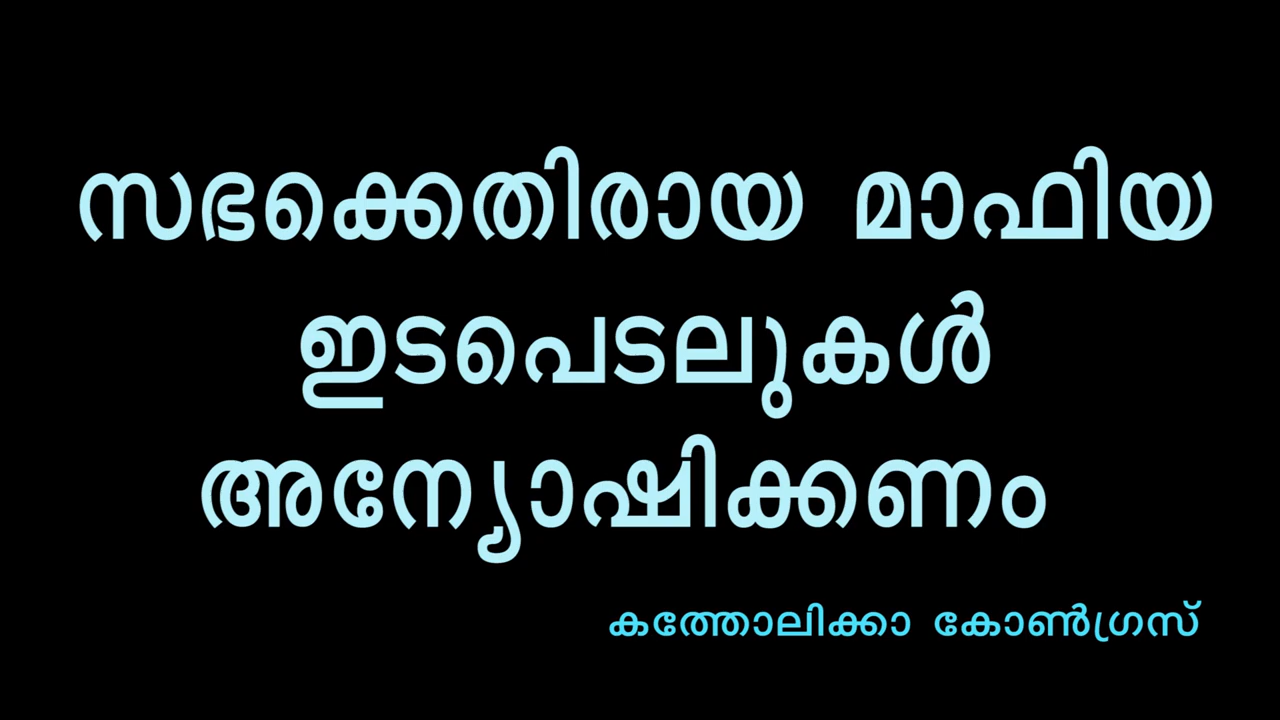 സഭക്കെതിരായ മാഫിയ
ഇടപെടലുകൾ
അന്യോഷിക്കണം
കത്തോലിക്കാ കോൺഗ്രസ്